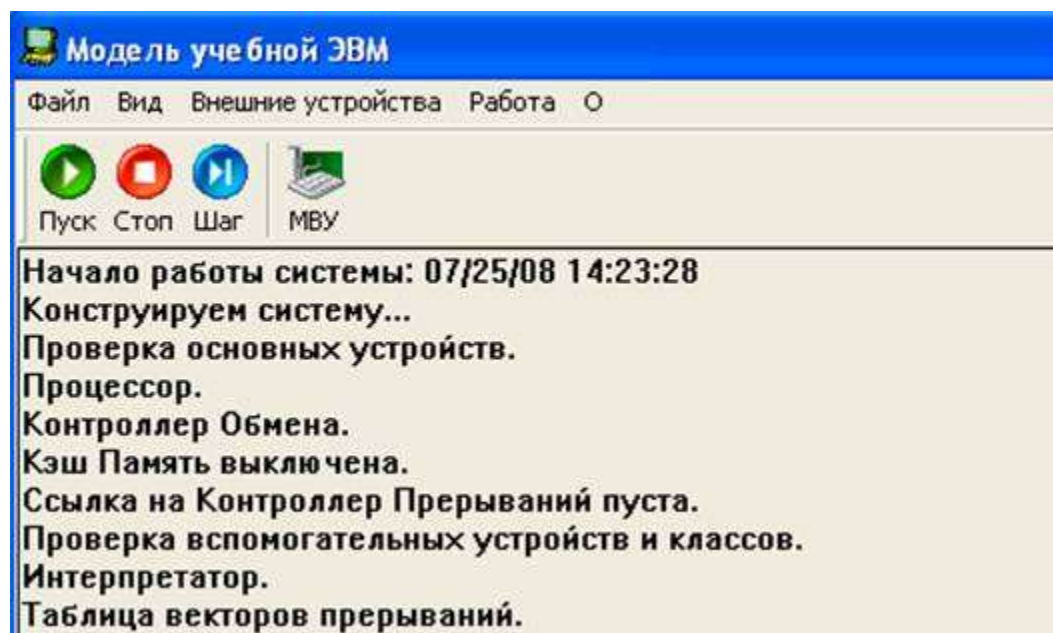 Модель учебной ЭВМ
Файл Вид Внешние устройства Работа О
Пуск Стоп Шаг МВУ
Начало работы системы: 07/25/08 14:23:28
Конструируем систему...
Проверка основных устройств.
Процессор.
Контроллер Обмена.
Кэш Память выключена.
Ссылка на Контроллер Прерываний пуста.
Проверка вспомогательных устройств и классов.
Интерпретатор.
Таблица векторов прерываний.